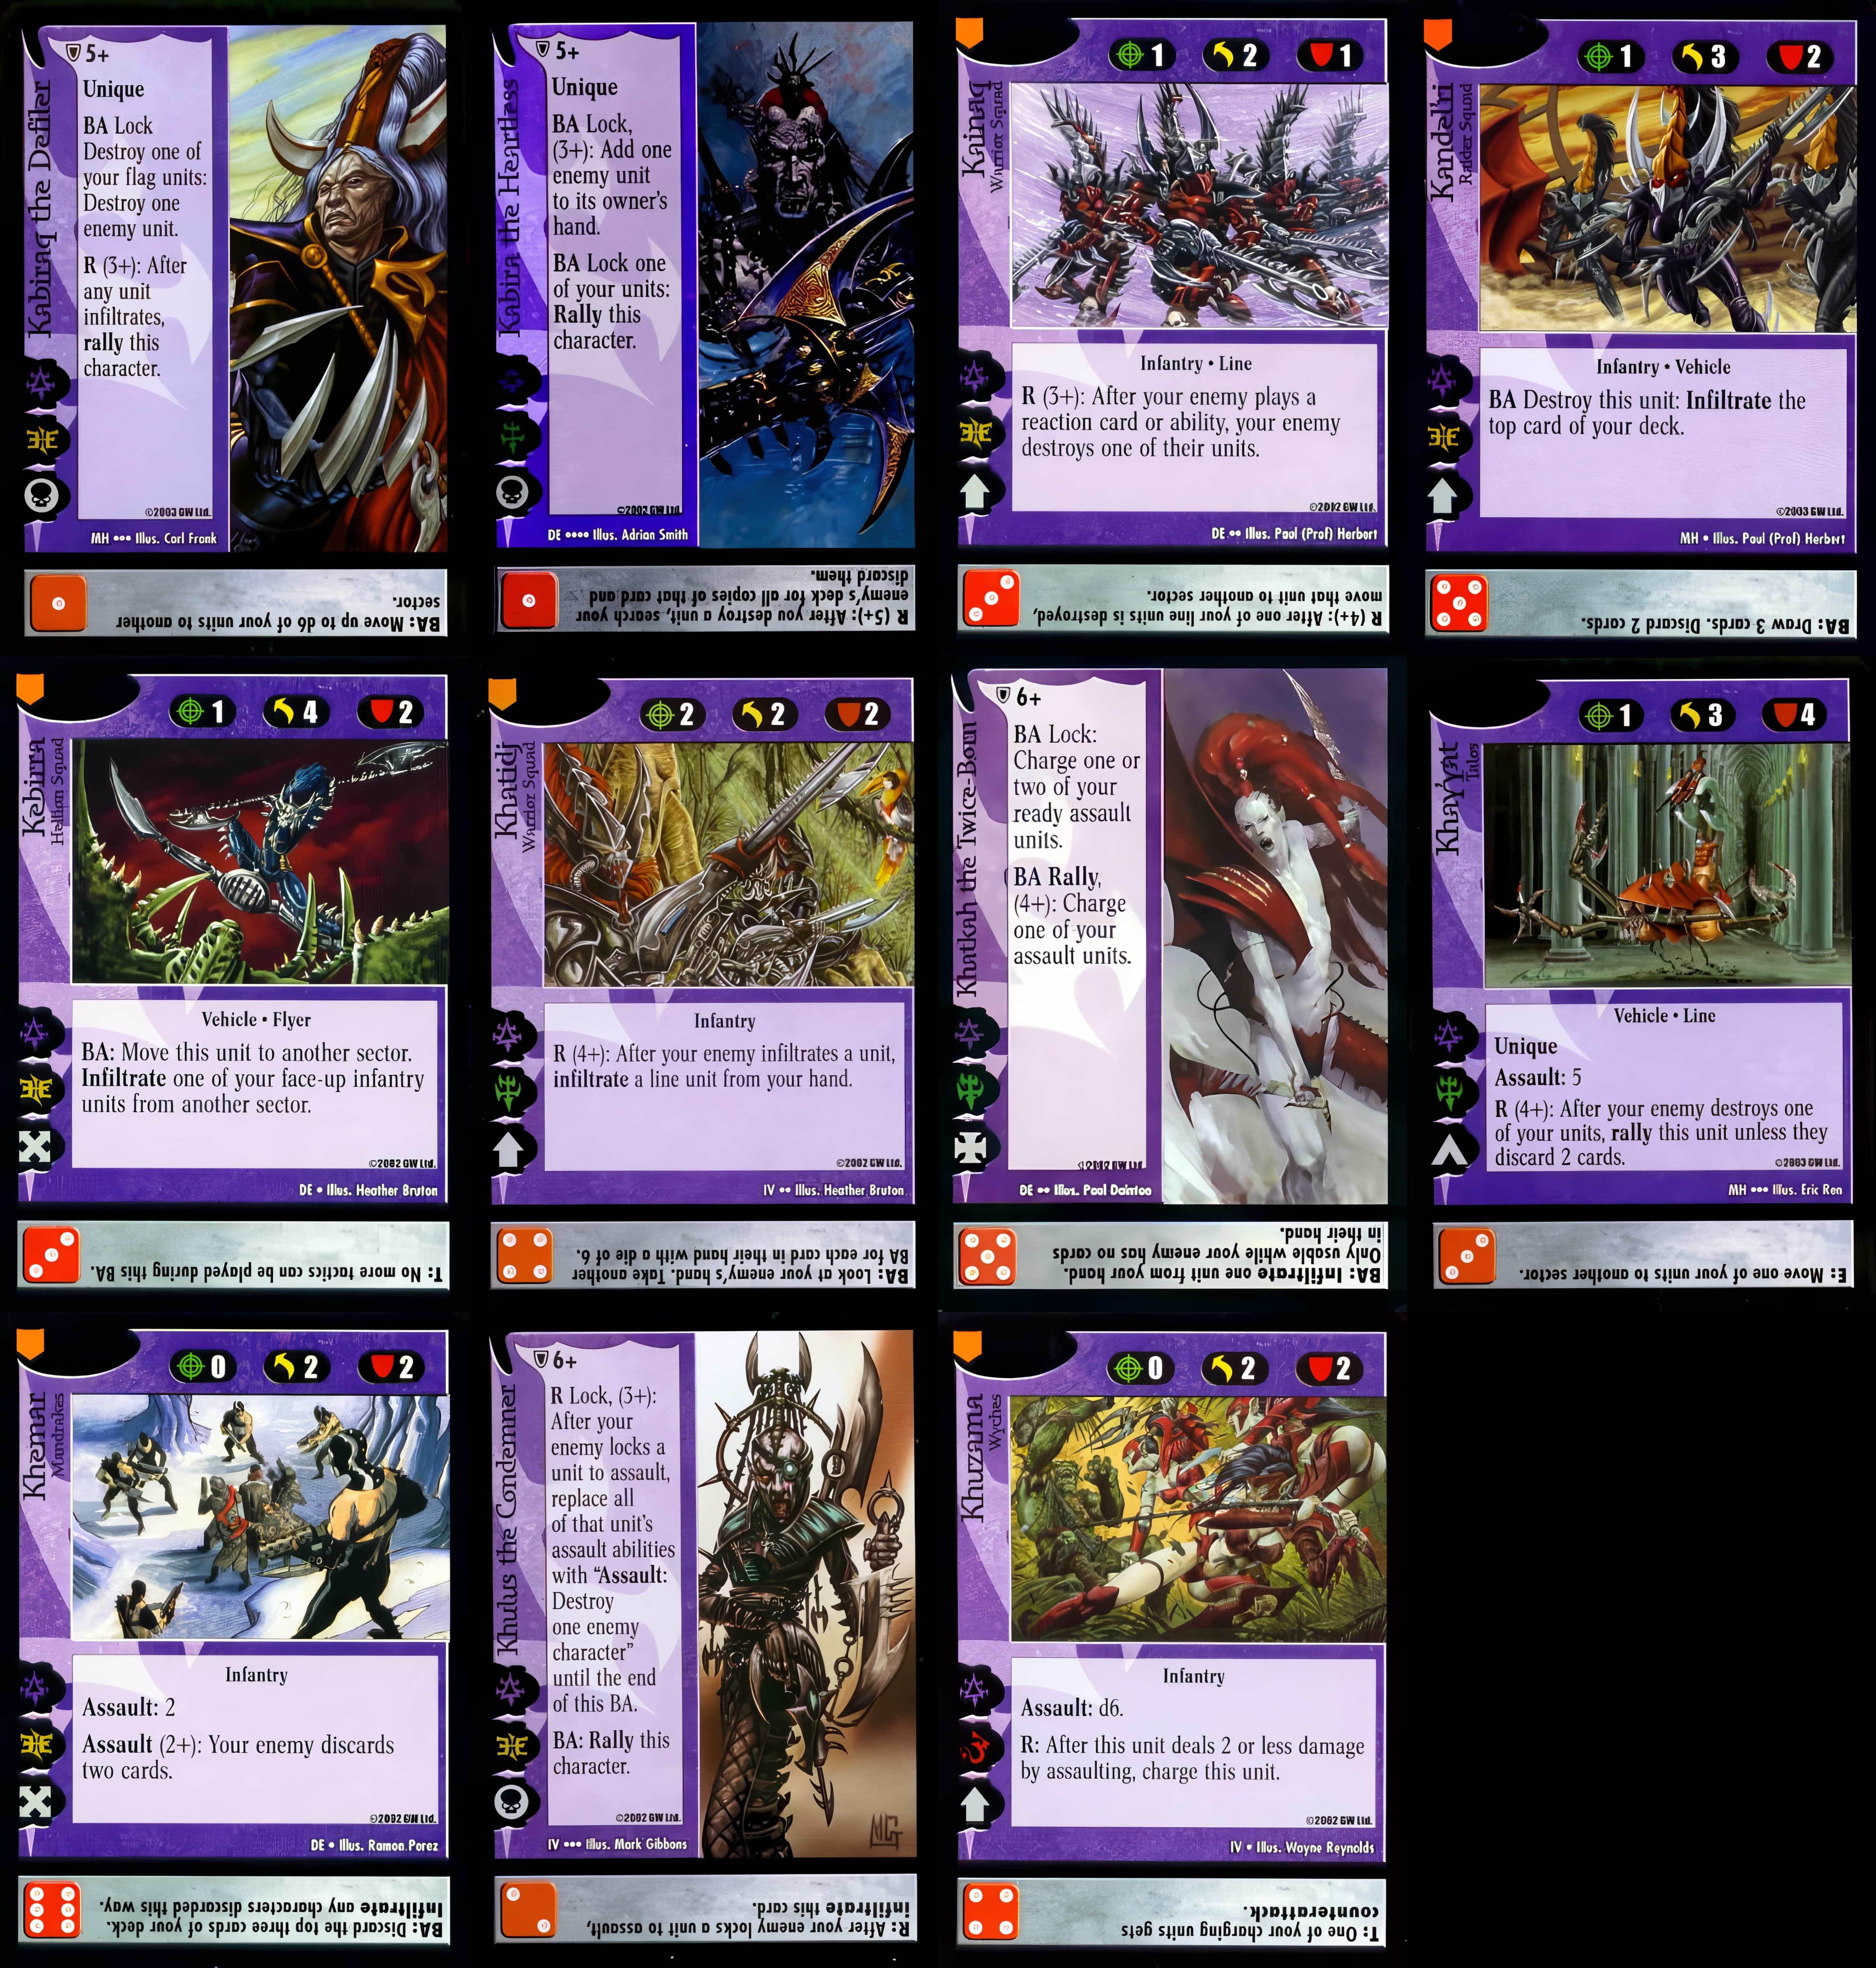 Kabiraq the Defiler
5+
Unique
BA Lock
Destroy one of
your flag units:
Destroy one
enemy unit.
R (3+): After
any unit
infiltrates,
rally this
character.
©2003 GW Ltd.
MH ••• Illus. Carl Frank
BA: Move up to d6 of your units to another
sector.
Kabira the Heartless
5+
Unique
BA Lock,
(3+): Add one
enemy unit
to its owner's
hand.
BA Lock one
of your units:
Rally this
character.
©2002 GW Ltd.
DE •••• Illus. Adrian Smith
R (5+): After you destroy a unit, search your
enemy's deck for all copies of that card and
discard them.
1 2 1
Kainaq
Warrior Squad
Infantry • Line
R (3+): After your enemy plays a
reaction card or ability, your enemy
destroys one of their units.
©2002 GW Ltd.
DE •• Illus. Paul (Prof) Herbert
R (4+): After one of your line units is destroyed,
move that unit to another sector.
1 3 2
Kandehri
Raider Squad
Infantry • Vehicle
BA Destroy this unit: Infiltrate the
top card of your deck.
©2003 GW Ltd.
MH • Illus. Paul (Prof) Herbert
BA: Draw 3 cards. Discard 2 cards.
1 4 2
Kebirra
Hellion Squad
Vehicle • Flyer
BA: Move this unit to another sector.
Infiltrate one of your face-up infantry
units from another sector.
©2002 GW Ltd.
DE • Illus. Heather Bruton
T: No more tactics can be played during this BA.
2 2 2
Khatidj
Warrior Squad
Infantry
R (4+): After your enemy infiltrates a unit,
infiltrate a line unit from your hand.
©2002 GW Ltd.
IV •• Illus. Heather Bruton
BA: Look at your enemy's hand. Take another
BA for each card in their hand with a die of 6.
Khatkah the Twice-Born
6+
BA Lock:
Charge one or
two of your
ready assault
units.
BA Rally,
(4+): Charge
one of your
assault units.
©2002 GW Ltd.
DE •• Illus. Paul Dainton
BA: Infiltrate one unit from your hand.
Only usable while your enemy has no cards
in their hand.
1 3 4
Khay'yit
Talos
Vehicle • Line
Unique
Assault: 5
R (4+): After your enemy destroys one
of your units, rally this unit unless they
discard 2 cards.
©2003 GW Ltd.
MH ••• Illus. Eric Ren
E: Move one of your units to another sector.
0 2 2
Khemar
Mandrakes
Infantry
Assault: 2
Assault (2+): Your enemy discards
two cards.
©2002 GW Ltd.
DE • Illus. Ramon Perez
BA: Discard the top three cards of your deck.
Infiltrate any characters discarded this way.
Khulus the Condemner
6+
R Lock, (3+):
After your
enemy locks a
unit to assault,
replace all
of that unit's
assault abilities
with “Assault:
Destroy
one enemy
character”
until the end
of this BA.
BA: Rally this
character.
©2002 GW Ltd.
IV ••• Illus. Mark Gibbons
R: After your enemy locks a unit to assault,
infiltrate this card.
0 2 2
Khuzama
Wyches
Infantry
Assault: d6.
R: After this unit deals 2 or less damage
by assaulting, charge this unit.
©2002 GW Ltd.
IV • Illus. Wayne Reynolds
T: One of your charging units gets
counterattack.